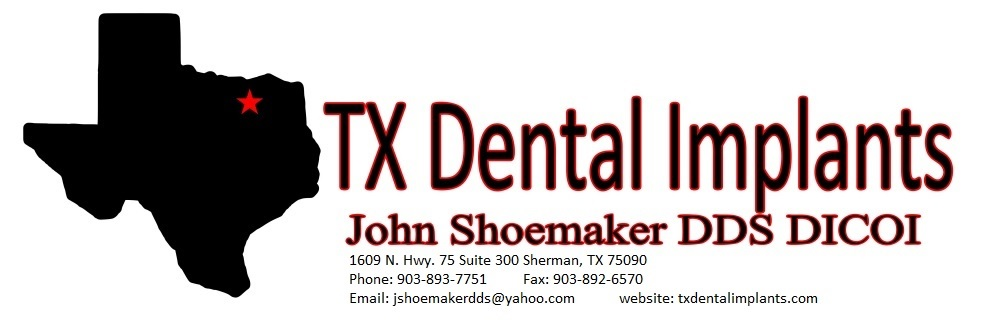 TX Dental Implants
John Shoemaker DDS DICOI
1609 N. Hwy. 75 Suite 300 Sherman, TX 75090
Phone: 903-893-7751 Fax: 903-892-6570
Email: jshoemakerdds@yahoo.com website: txdentalimplants.com